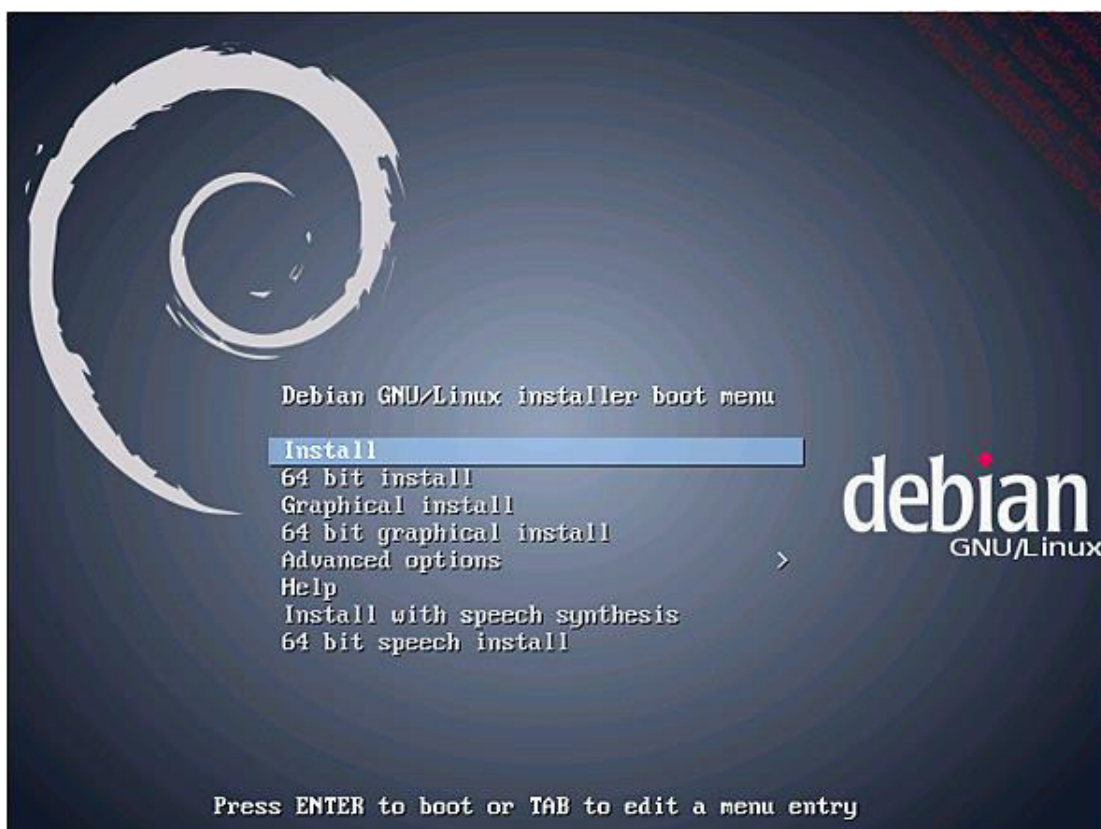 Debian GNU/Linux installer boot menu
Install
64 bit install
Graphical install
64 bit graphical install
Advanced options >
Help
Install with speech synthesis
64 bit speech install
debian
GNU/Linux
Press ENTER to boot or TAB to edit a menu entry